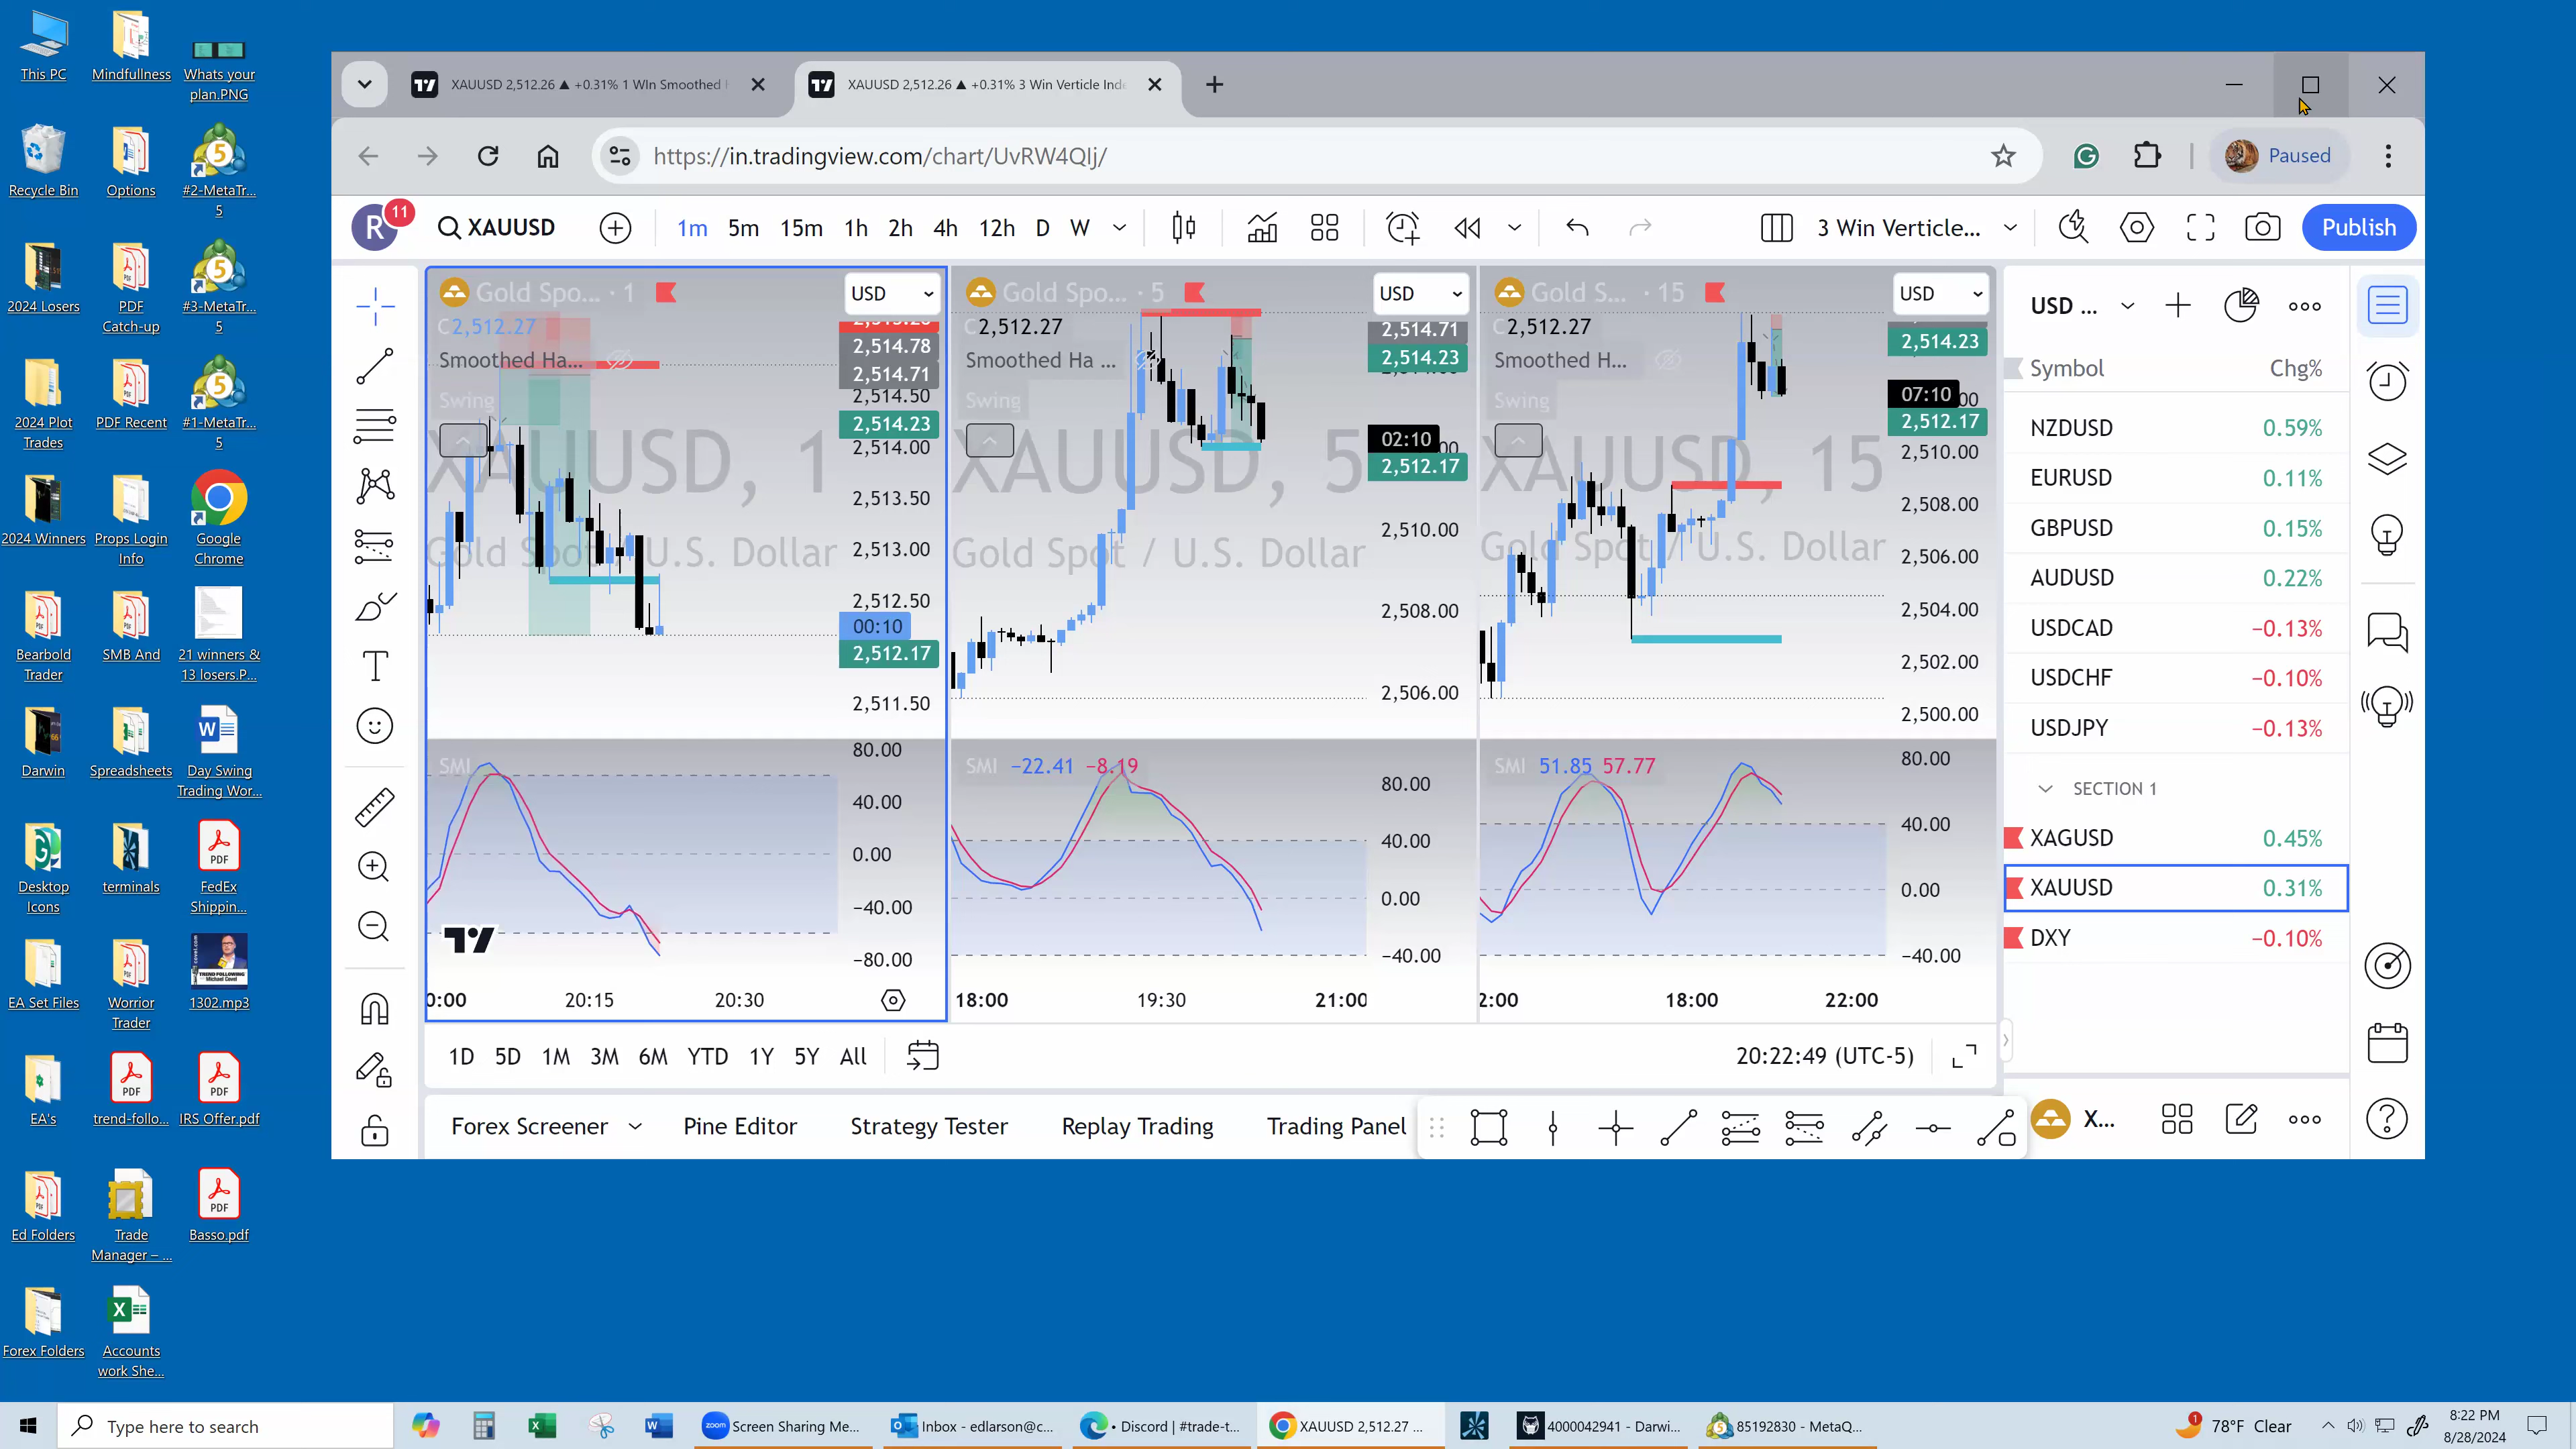 This PC
Mindfullness
Whats your
plan.PNG
Recycle Bin
Options
#2-MetaTr...
5
2024 Losers
PDF
Catch-up
#3-MetaTr...
5
2024 Plot
Trades
PDF Recent
#1-MetaTr...
5
2024 Winners
Props Login
Info
Google
Chrome
Bearbold
Trader
SMB And
21 winners &
13 losers.P...
Darwin
Spreadsheets
Day Swing
Trading Wor...
Desktop
Icons
terminals
FedEx
Shippin...
EA Set Files
Worrior
Trader
1302.mp3
EA's
trend-follo...
IRS Offer.pdf
Ed Folders
Trade
Manager – ...
Basso.pdf
Forex Folders
Accounts
work She...
XAUUSD 2,512.26 ▲ +0.31% 1 WIn Smoothed
XAUUSD 2,512.26 ▲ +0.31% 3 Win Verticle Inde
https://in.tradingview.com/chart/UvRW4QIj/
Paused
R 11
XAUUSD
1m 5m 15m 1h 2h 4h 12h D W
3 Win Verticle...
Publish
Gold Spo... · 1
USD
C2,512.27
Smoothed Ha...
Swing
XAUUSD, 1
Gold Spot / U.S. Dollar
2,514.78
2,514.71
2,514.50
2,514.23
2,514.00
2,513.50
2,513.00
2,512.50
00:10
2,512.17
2,511.50
SMI
80.00
40.00
0.00
−40.00
−80.00
0:00 20:15 20:30
Gold Spo... · 5
USD
C2,512.27
Smoothed Ha ...
Swing
XAUUSD, 5
Gold Spot / U.S. Dollar
2,514.71
2,514.23
02:10
2,512.17
2,510.00
2,508.00
2,506.00
SMI −22.41 −8.19
80.00
40.00
0.00
−40.00
18:00 19:30 21:00
Gold S... · 15
USD
C2,512.27
Smoothed H...
Swing
XAUUSD, 15
Gold Spot / U.S. Dollar
2,514.23
07:10
2,512.17
2,510.00
2,508.00
2,506.00
2,504.00
2,502.00
2,500.00
SMI 51.85 57.77
80.00
40.00
0.00
−40.00
2:00 18:00 22:00
USD ...
Symbol Chg%
NZDUSD 0.59%
EURUSD 0.11%
GBPUSD 0.15%
AUDUSD 0.22%
USDCAD −0.13%
USDCHF −0.10%
USDJPY −0.13%
SECTION 1
XAGUSD 0.45%
XAUUSD 0.31%
DXY −0.10%
1D 5D 1M 3M 6M YTD 1Y 5Y All
20:22:49 (UTC-5)
Forex Screener Pine Editor Strategy Tester Replay Trading Trading Panel
X...
Type here to search
Screen Sharing Me...
Inbox - edlarson@c...
• Discord | #trade-t...
XAUUSD 2,512.27 ...
4000042941 - Darwi...
85192830 - MetaQ...
1
78°F Clear
8:22 PM
8/28/2024